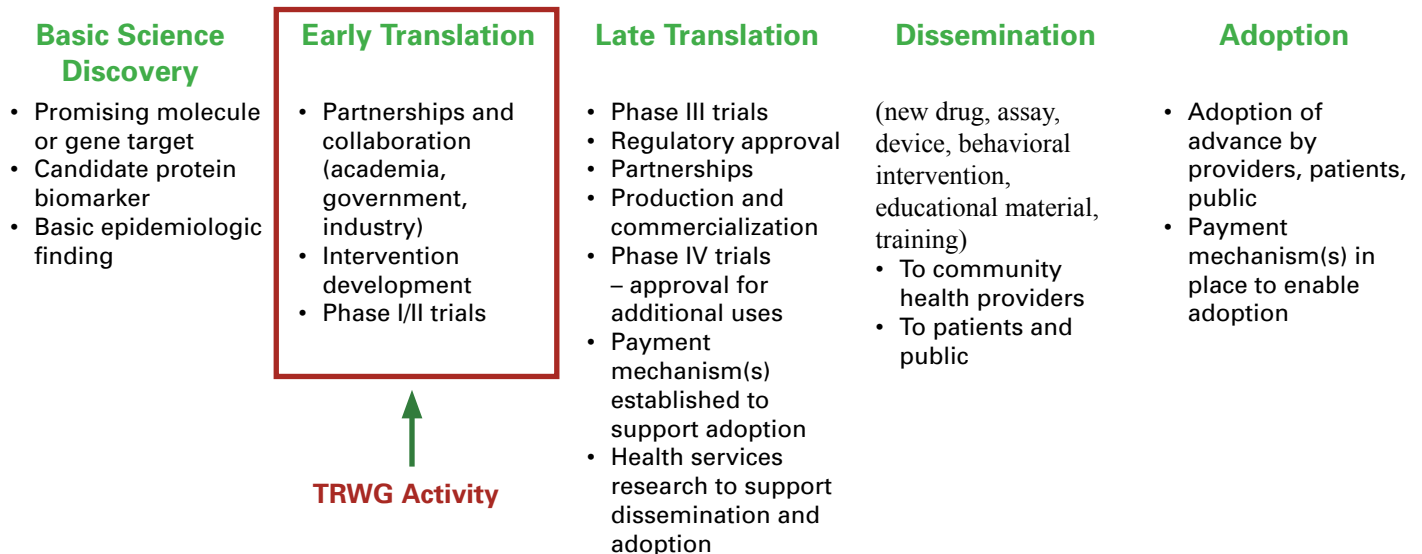 Basic Science
Discovery
• Promising molecule
or gene target
• Candidate protein
biomarker
• Basic epidemiologic
finding
Early Translation
• Partnerships and
collaboration
(academia,
government,
industry)
• Intervention
development
• Phase I/II trials
TRWG Activity
Late Translation
• Phase III trials
• Regulatory approval
• Partnerships
• Production and
commercialization
• Phase IV trials
– approval for
additional uses
• Payment
mechanism(s)
established to
support adoption
• Health services
research to support
dissemination and
adoption
Dissemination
(new drug, assay,
device, behavioral
intervention,
educational material,
training)
• To community
health providers
• To patients and
public
Adoption
• Adoption of
advance by
providers, patients,
public
• Payment
mechanism(s) in
place to enable
adoption